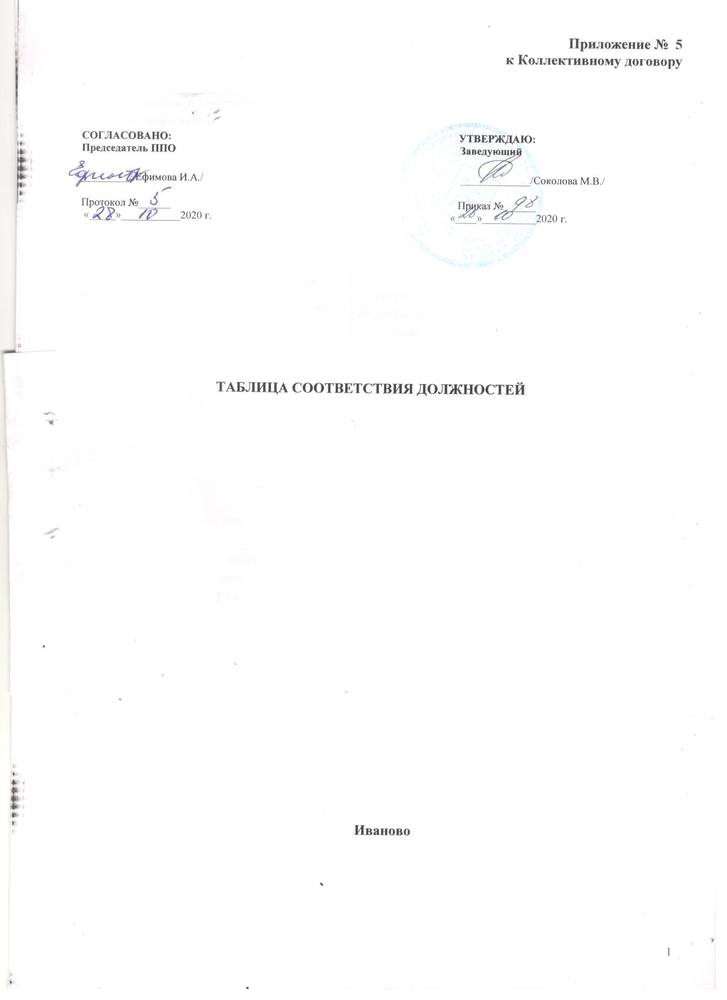 Приложение № 5
к Коллективному договору
СОГЛАСОВАНО:
Председатель ППО
/Ефимова И.А./
Протокол № 5
«28» 10 2020 г.
УТВЕРЖДАЮ:
Заведующий
/Соколова М.В./
Приказ № 98
«28» 10 2020 г.
ТАБЛИЦА СООТВЕТСТВИЯ ДОЛЖНОСТЕЙ
Иваново
1